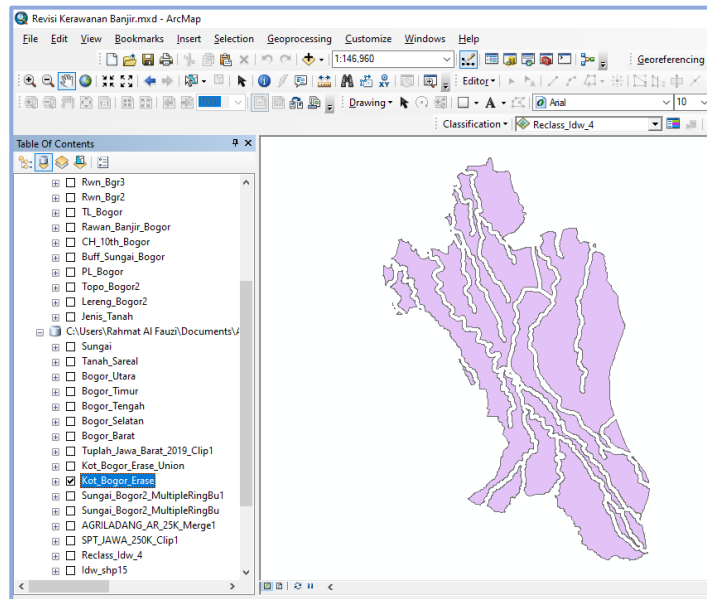 Revisi Kerawanan Banjir.mxd - ArcMap
File Edit View Bookmarks Insert Selection Geoprocessing Customize Windows Help
1:146,960 Georeferencing
Editor
Drawing A Arial 10
Classification Reclass_Idw_4
Table Of Contents
Rwn_Bgr3
Rwn_Bgr2
TL_Bogor
Rawan_Banjir_Bogor
CH_10th_Bogor
Buff_Sungai_Bogor
PL_Bogor
Topo_Bogor2
Lereng_Bogor2
Jenis_Tanah
C:\Users\Rahmat Al Fauzi\Documents\A
Sungai
Tanah_Sareal
Bogor_Utara
Bogor_Timur
Bogor_Tengah
Bogor_Selatan
Bogor_Barat
Tuplah_Jawa_Barat_2019_Clip1
Kot_Bogor_Erase_Union
Kot_Bogor_Erase
Sungai_Bogor2_MultipleRingBu1
Sungai_Bogor2_MultipleRingBu
AGRILADANG_AR_25K_Merge1
SPT_JAWA_250K_Clip1
Reclass_Idw_4
Idw_shp15